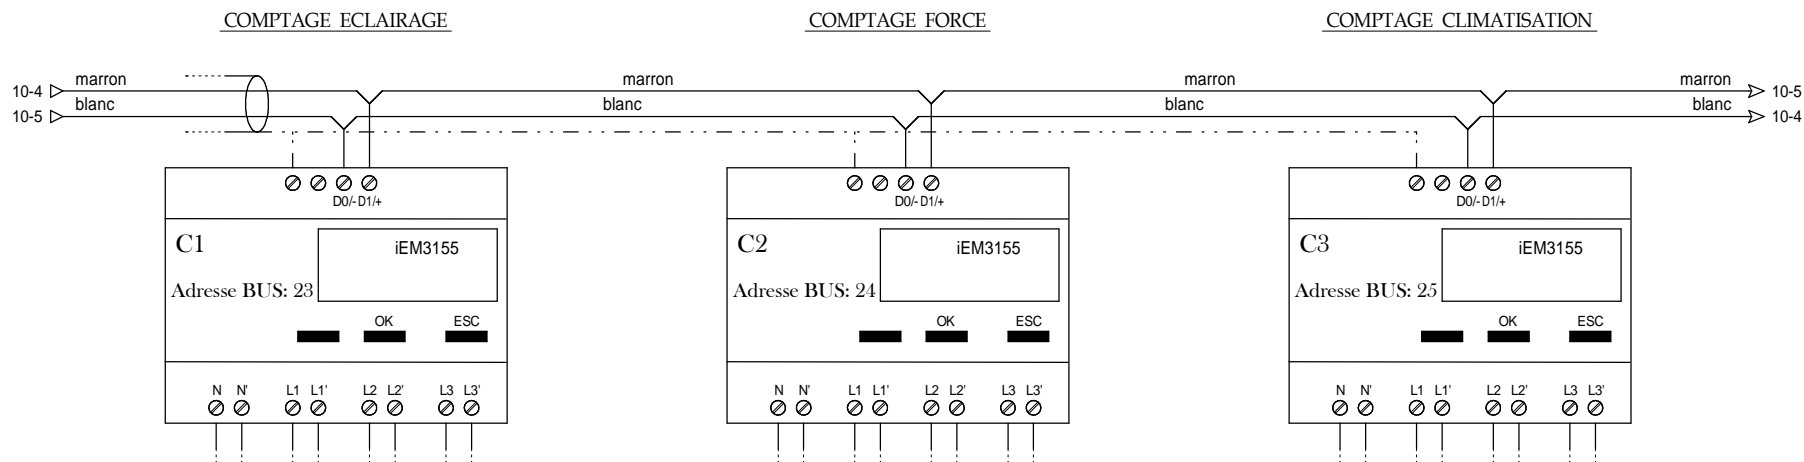 COMPTAGE ECLAIRAGE COMPTAGE FORCE COMPTAGE CLIMATISATION
marron marron marron marron
10-4 10-5
blanc blanc blanc blanc
10-5 10-4
D0/- D1/+ D0/- D1/+ D0/- D1/+
C1 iEM3155 C2 iEM3155 C3 iEM3155
Adresse BUS: 23 Adresse BUS: 24 Adresse BUS: 25
OK ESC OK ESC OK ESC
N N' L1 L1' L2 L2' L3 L3' N N' L1 L1' L2 L2' L3 L3' N N' L1 L1' L2 L2' L3 L3'